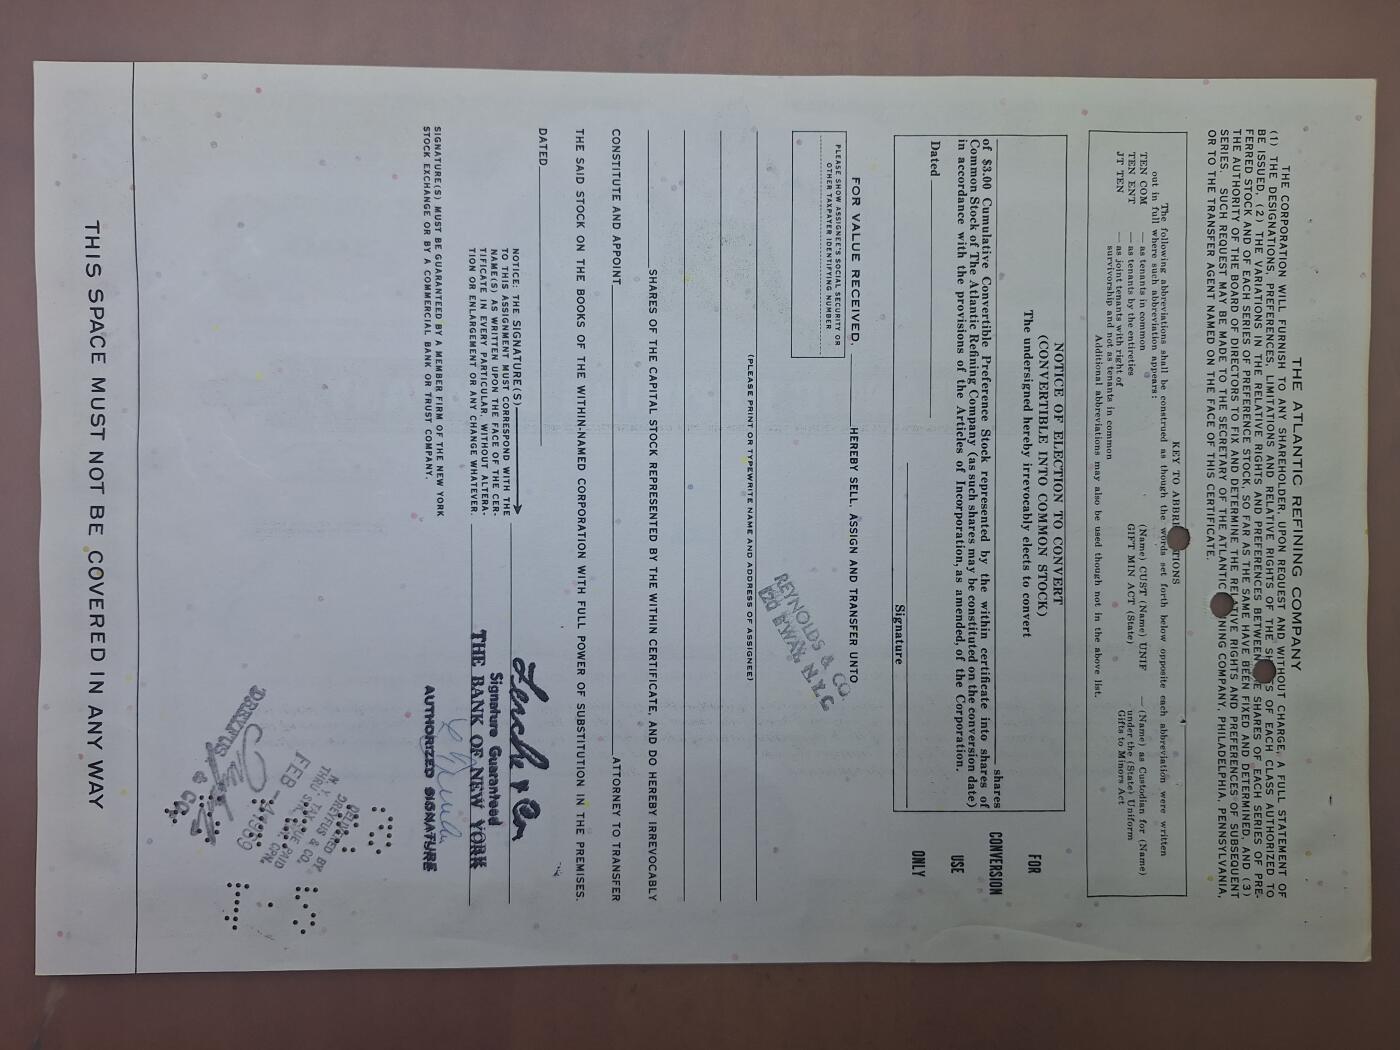 THE ATLANTIC REFINING COMPANY
THE CORPORATION WILL FURNISH TO ANY SHAREHOLDER, UPON REQUEST AND WITHOUT CHARGE, A FULL STATEMENT OF
(1) THE DESIGNATIONS, PREFERENCES, LIMITATIONS AND RELATIVE RIGHTS OF THE SH S OF EACH CLASS AUTHORIZED TO
BE ISSUED, (2) THE VARIATIONS IN THE RELATIVE RIGHTS AND PREFERENCES BETWEEN E SHARES OF EACH SERIES OF PRE-
FERRED STOCK AND OF EACH SERIES OF PREFERENCE STOCK, SO FAR AS THE SAME HAVE BEEN FIXED AND DETERMINED, AND (3)
THE AUTHORITY OF THE BOARD OF DIRECTORS TO FIX AND DETERMINE THE RELATIVE RIGHTS AND PREFERENCES OF SUBSEQUENT
SERIES. SUCH REQUEST MAY BE MADE TO THE SECRETARY OF THE ATLANTIC NING COMPANY, PHILADELPHIA, PENNSYLVANIA,
OR TO THE TRANSFER AGENT NAMED ON THE FACE OF THIS CERTIFICATE.
KEY TO ABBRE TIONS
The following abbreviations shall be construed as though the words set forth below opposite each abbreviation were written
out in full where such abbreviation appears:
TEN COM — as tenants in common (Name) CUST (Name) UNIF — (Name) as Custodian for (Name)
TEN ENT — as tenants by the entireties GIFT MIN ACT (State) under the (State) Uniform
JT TEN — as joint tenants with right of Gifts to Minors Act
survivorship and not as tenants in common
Additional abbreviations may also be used though not in the above list.
NOTICE OF ELECTION TO CONVERT
(CONVERTIBLE INTO COMMON STOCK)
The undersigned hereby irrevocably elects to convert shares
of $3.00 Cumulative Convertible Preference Stock represented by the within certificate into shares of
Common Stock of The Atlantic Refining Company (as such shares may be constituted on the conversion date)
in accordance with the provisions of the Articles of Incorporation, as amended, of the Corporation.
Dated
Signature
FOR
CONVERSION
USE
ONLY
FOR VALUE RECEIVED, HEREBY SELL, ASSIGN AND TRANSFER UNTO
PLEASE SHOW ASSIGNEE'S SOCIAL SECURITY OR
OTHER TAXPAYER IDENTIFYING NUMBER
REYNOLDS & CO.
120 B'WAY, N.Y.C
(PLEASE PRINT OR TYPEWRITE NAME AND ADDRESS OF ASSIGNEE)
SHARES OF THE CAPITAL STOCK REPRESENTED BY THE WITHIN CERTIFICATE, AND DO HEREBY IRREVOCABLY
CONSTITUTE AND APPOINT ATTORNEY TO TRANSFER
THE SAID STOCK ON THE BOOKS OF THE WITHIN-NAMED CORPORATION WITH FULL POWER OF SUBSTITUTION IN THE PREMISES.
DATED
NOTICE: THE SIGNATURE(S)
TO THIS ASSIGNMENT MUST CORRESPOND WITH THE
NAME(S) AS WRITTEN UPON THE FACE OF THE CER-
TIFICATE IN EVERY PARTICULAR, WITHOUT ALTERA-
TION OR ENLARGEMENT OR ANY CHANGE WHATEVER.
& Co
Signature Guaranteed
THE BANK OF NEW YORK
AUTHORIZED SIGNATURE
SIGNATURE(S) MUST BE GUARANTEED BY A MEMBER FIRM OF THE NEW YORK
STOCK EXCHANGE OR BY A COMMERCIAL BANK OR TRUST COMPANY.
DREYFUS & CO.
BY
DREYFUS & CO.
N. Y. TAX PAID
THRU CPN.
FEB -4 1969
THIS SPACE MUST NOT BE COVERED IN ANY WAY